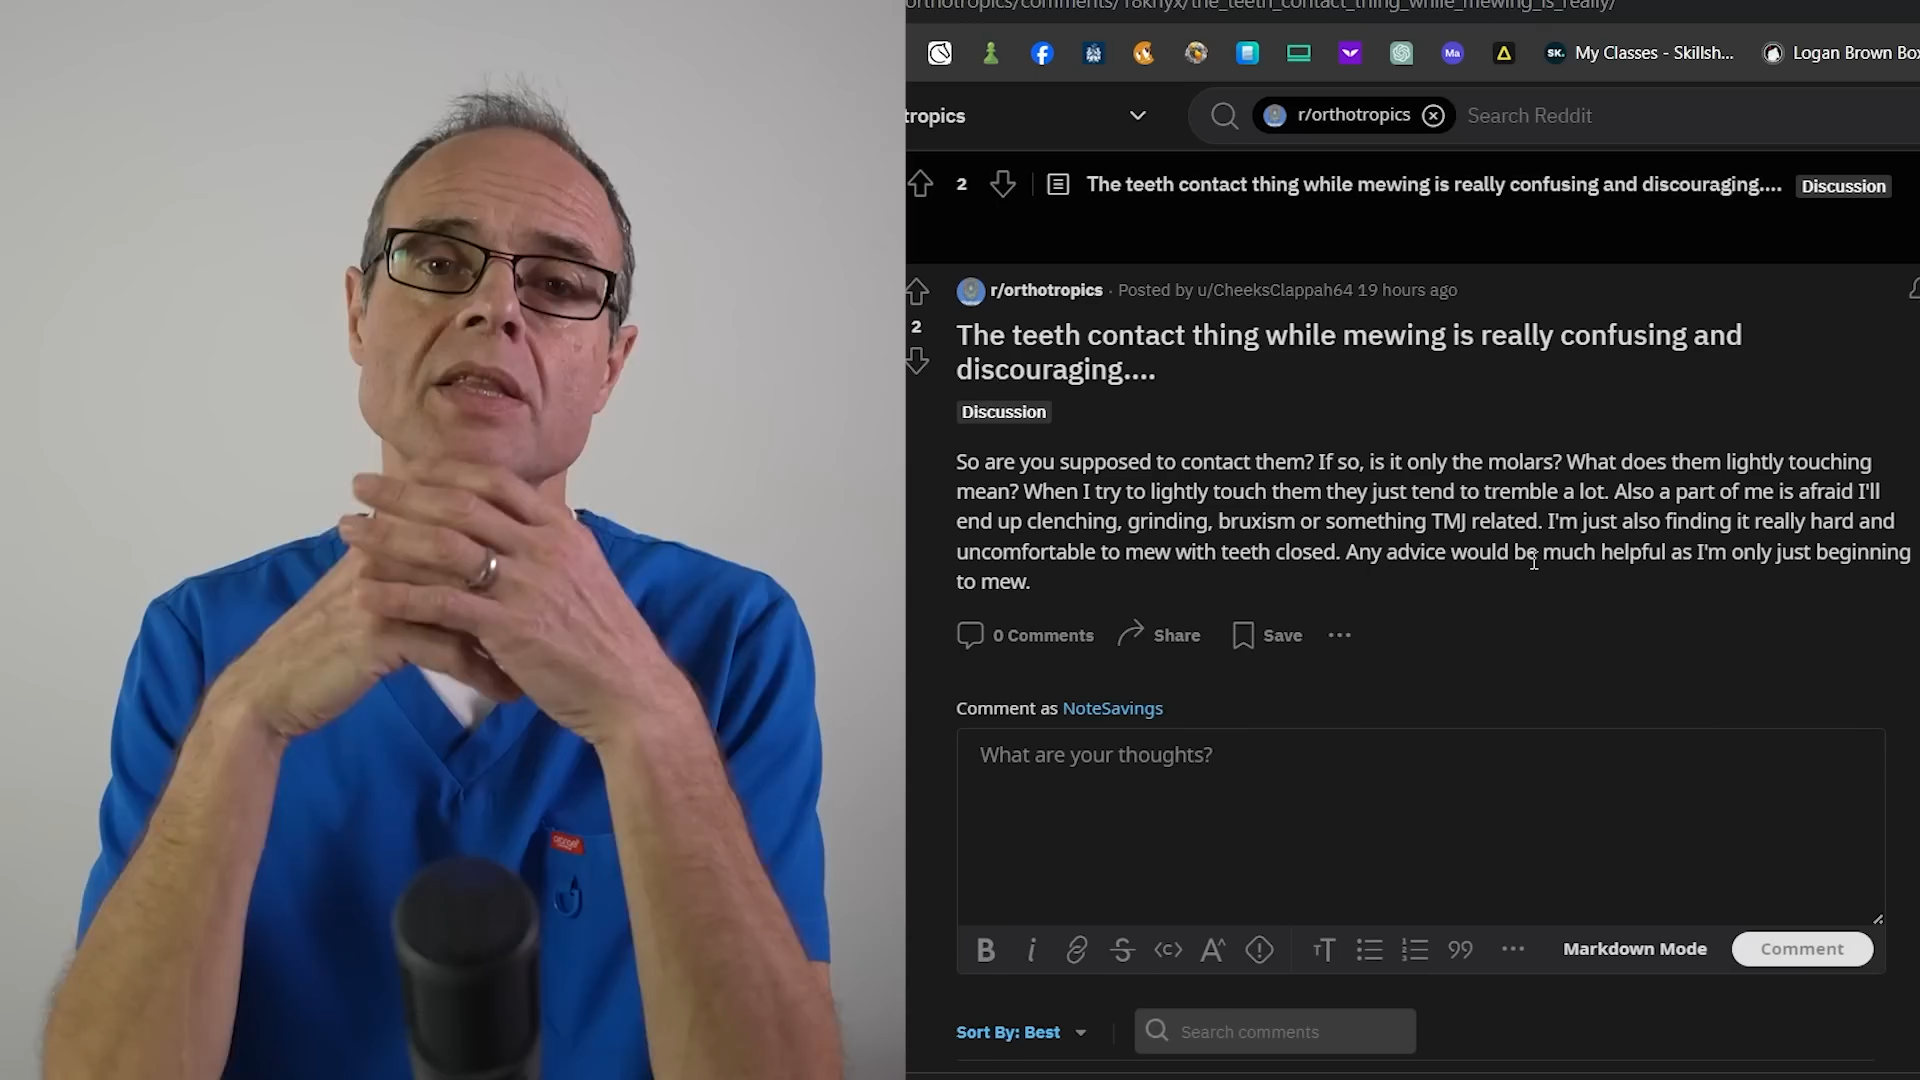 orthotropics/comments/18khyx/the_teeth_contact_thing_while_mewing_is_really/
Ma
SK. My Classes - Skillsh...
Logan Brown Box
tropics
r/orthotropics
Search Reddit
2
The teeth contact thing while mewing is really confusing and discouraging....
Discussion
r/orthotropics · Posted by u/CheeksClappah64 19 hours ago
2
The teeth contact thing while mewing is really confusing and
discouraging....
Discussion
So are you supposed to contact them? If so, is it only the molars? What does them lightly touching
mean? When I try to lightly touch them they just tend to tremble a lot. Also a part of me is afraid I'll
end up clenching, grinding, bruxism or something TMJ related. I'm just also finding it really hard and
uncomfortable to mew with teeth closed. Any advice would be much helpful as I'm only just beginning
to mew.
0 Comments
Share
Save
Comment as NoteSavings
What are your thoughts?
Markdown Mode
Comment
Sort By: Best
Search comments